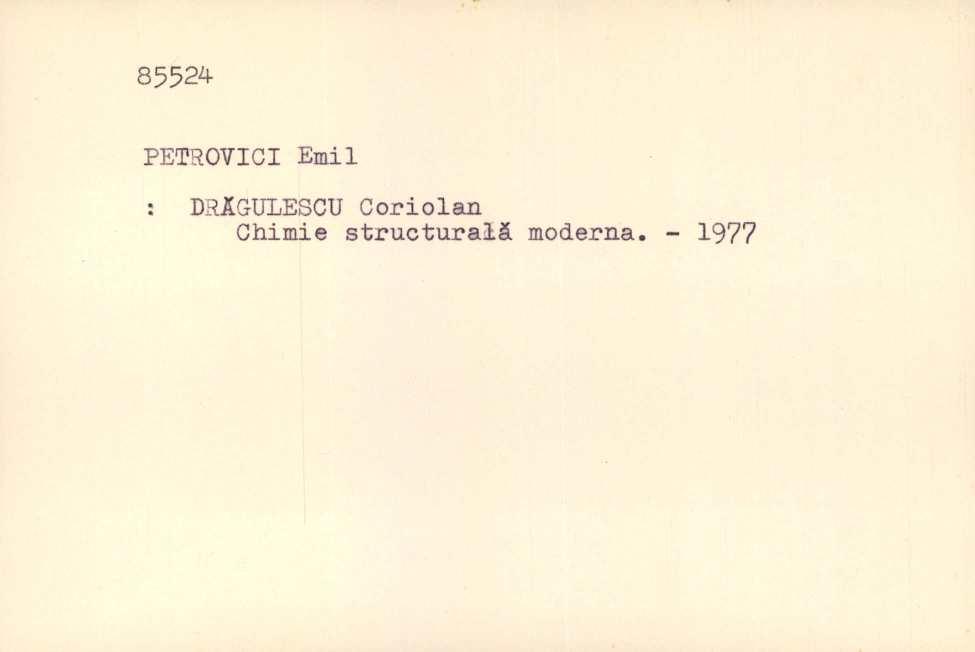 85524
PETROVICI Emil
: DRĂGULESCU Coriolan
Chimie structurală moderna. - 1977